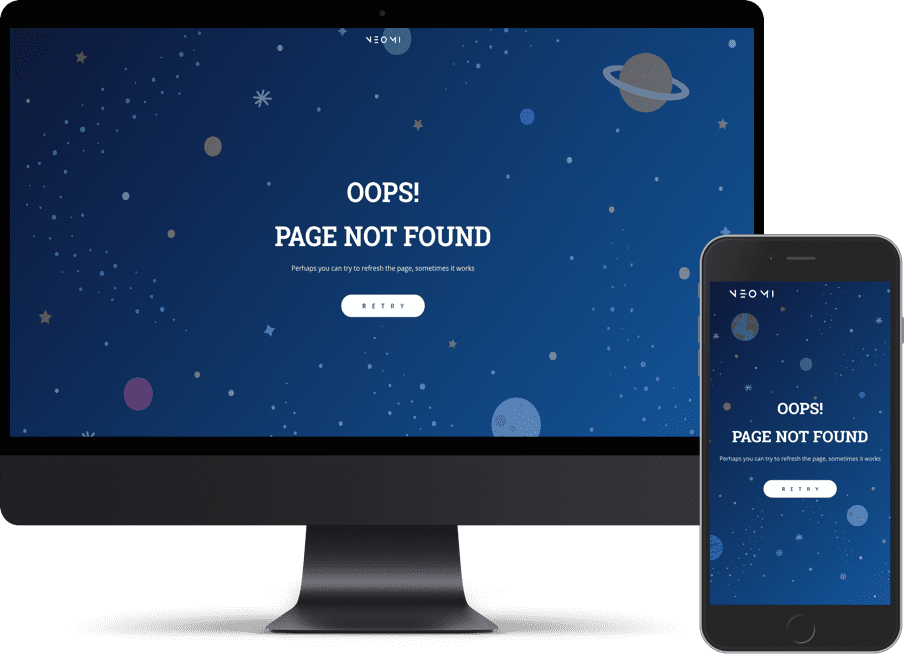 NEOMI
OOPS!
PAGE NOT FOUND
Perhaps you can try to refresh the page, sometimes it works
RETRY
NEOMI
OOPS!
PAGE NOT FOUND
Perhaps you can try to refresh the page, sometimes it works
RETRY